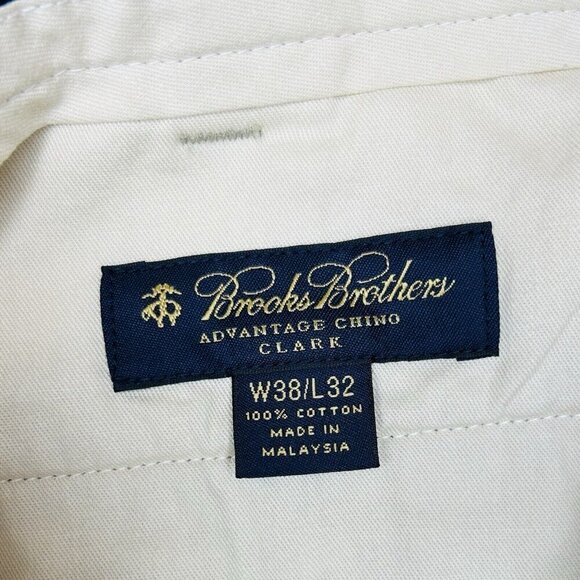 Brooks Brothers
ADVANTAGE CHINO
CLARK
W38/L32
100% COTTON
MADE IN
MALAYSIA